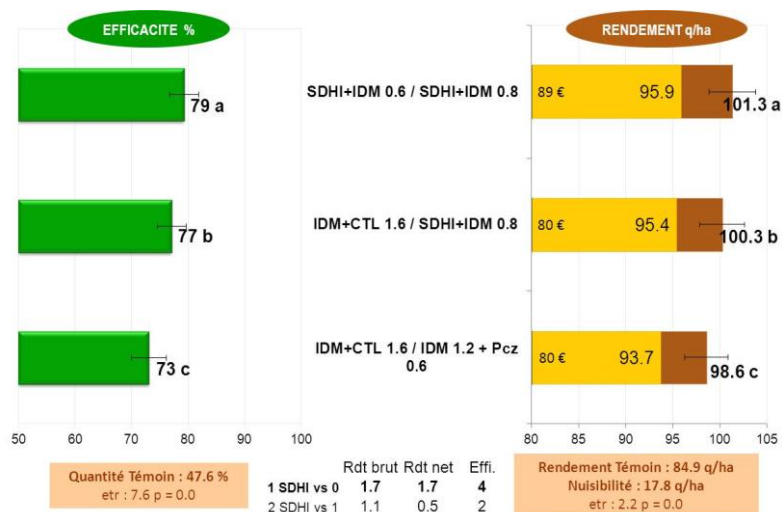 EFFICACITE %
RENDEMENT q/ha
79 a
SDHI+IDM 0.6 / SDHI+IDM 0.8
89 €
95.9
101.3 a
77 b
IDM+CTL 1.6 / SDHI+IDM 0.8
80 €
95.4
100.3 b
73 c
IDM+CTL 1.6 / IDM 1.2 + Pcz
0.6
80 €
93.7
98.6 c
50 60 70 80 90 100
80 85 90 95 100 105
Quantité Témoin : 47.6 %
etr : 7.6 p = 0.0
Rdt brut Rdt net Effi.
1 SDHI vs 0 1.7 1.7 4
2 SDHI vs 1 1.1 0.5 2
Rendement Témoin : 84.9 q/ha
Nuisibilité : 17.8 q/ha
etr : 2.2 p = 0.0